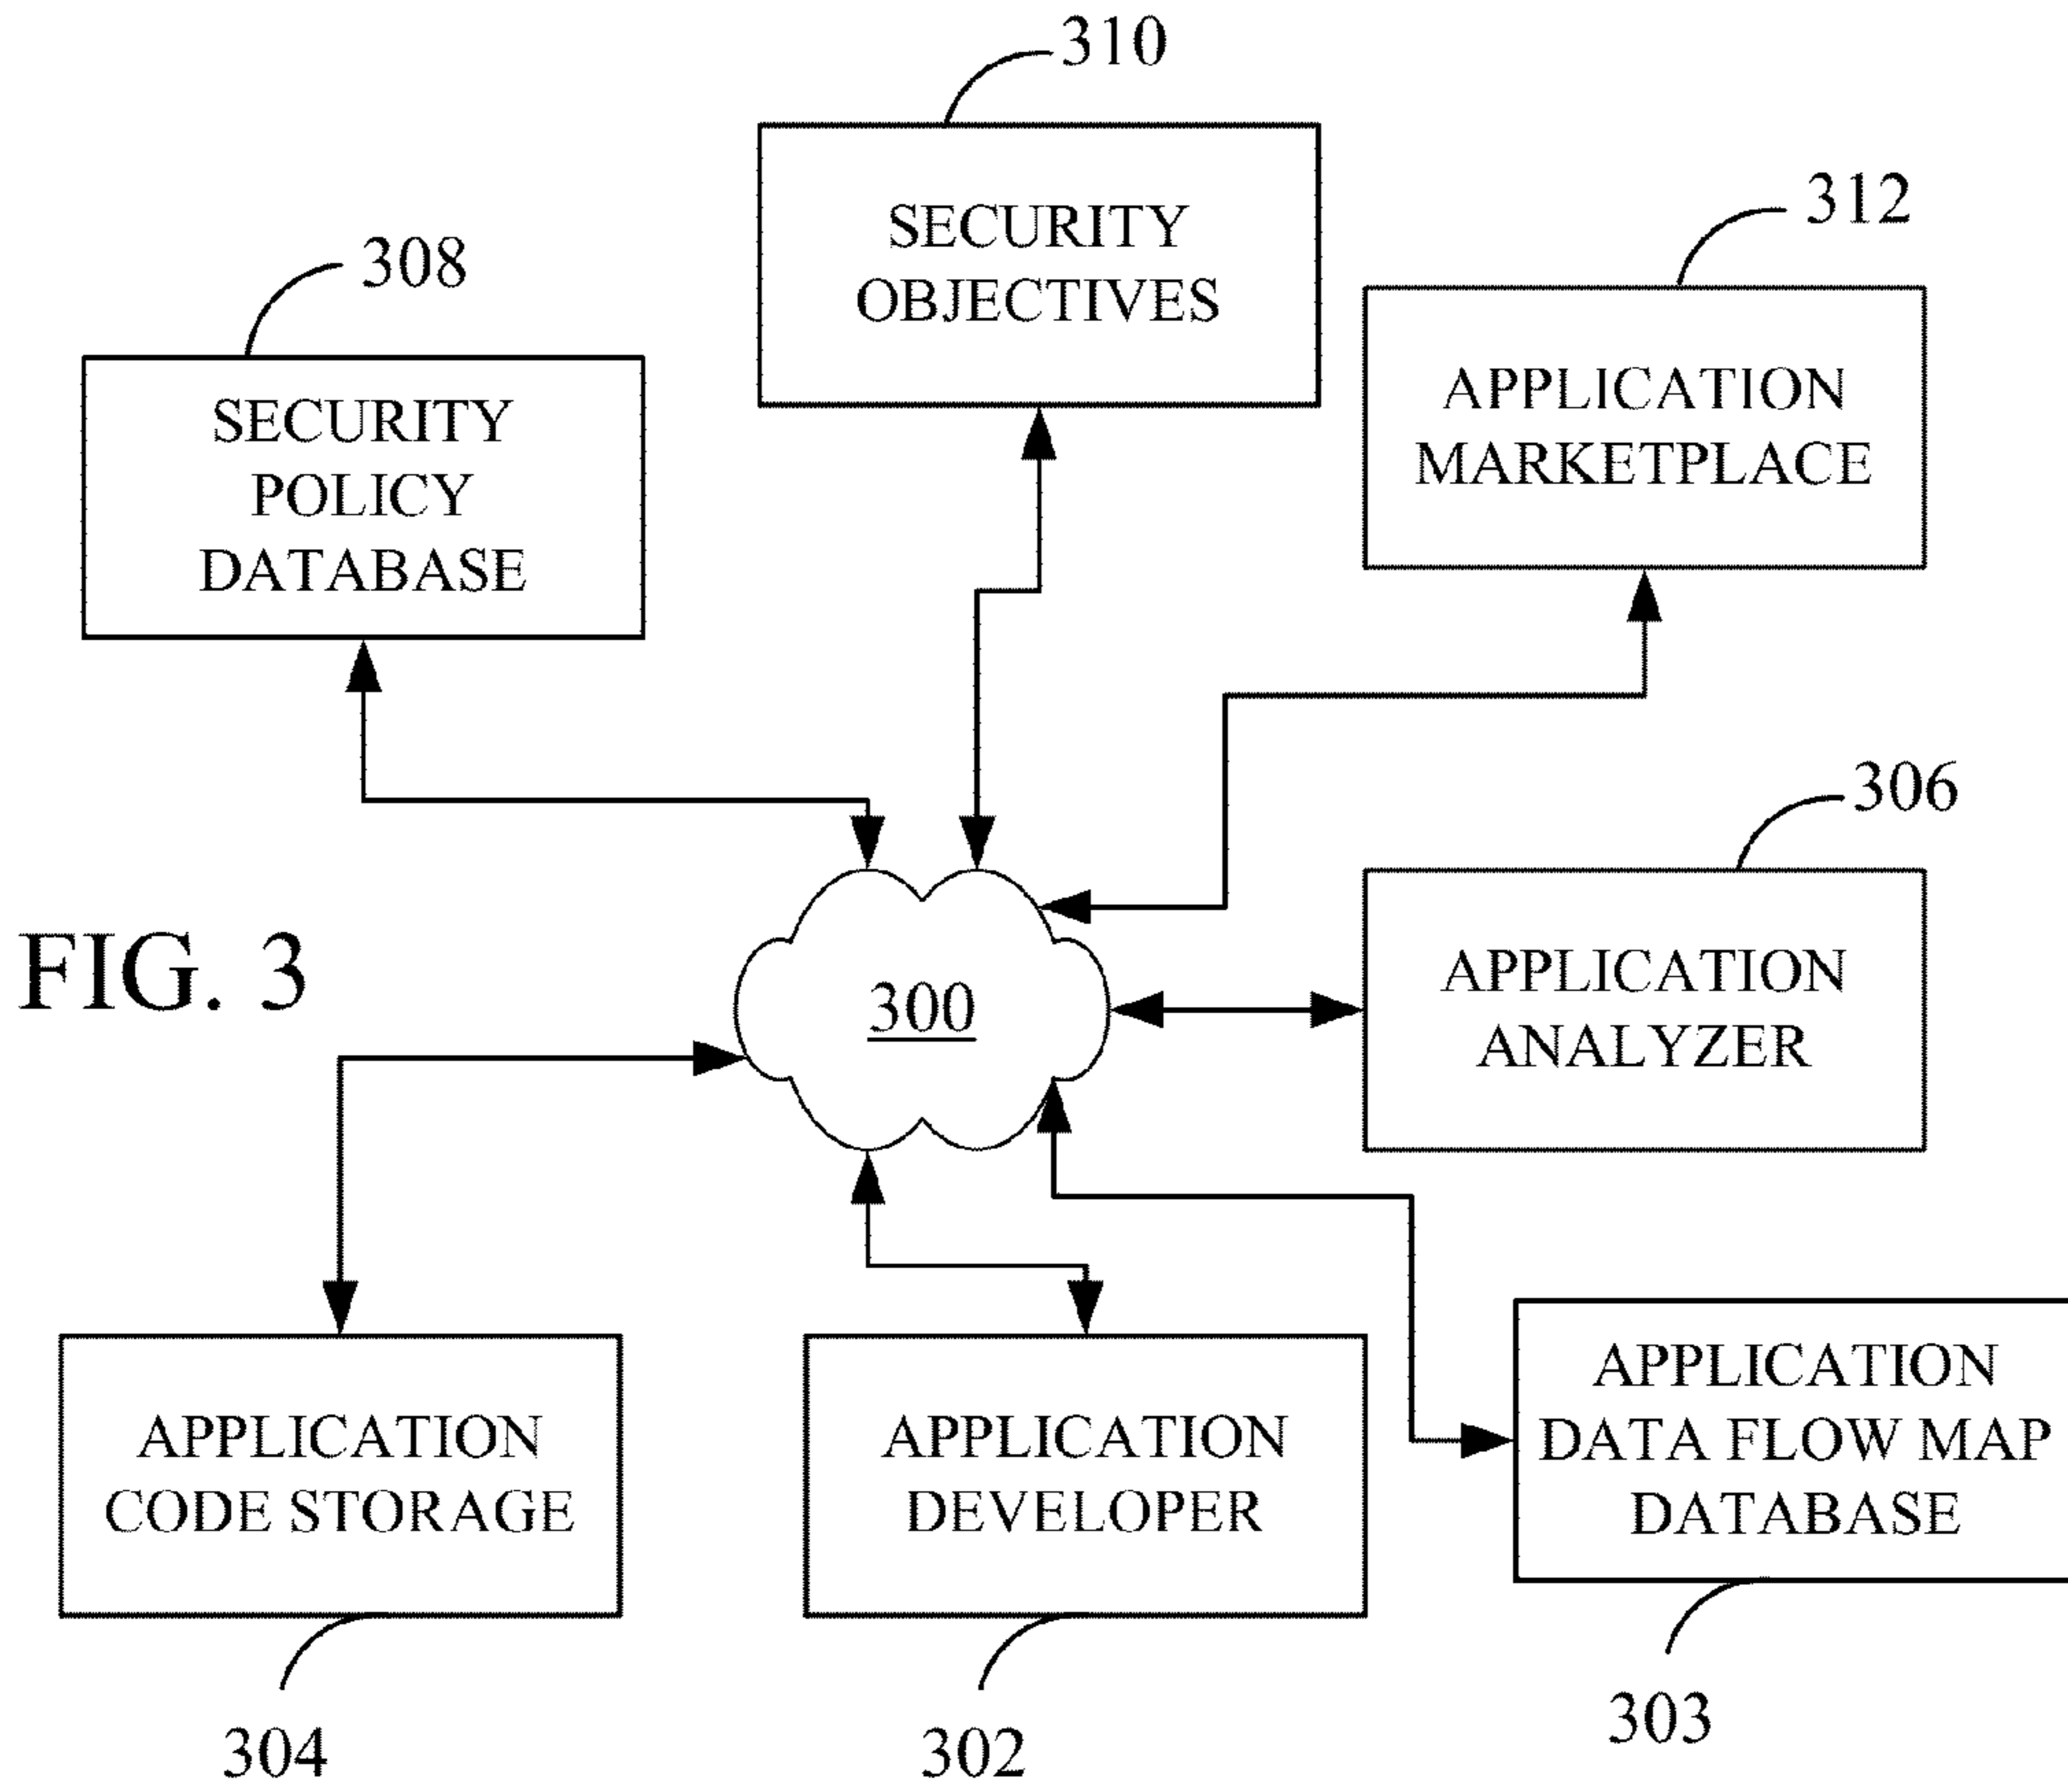 310
SECURITY
OBJECTIVES
312
APPLICATION
MARKETPLACE
308
SECURITY
POLICY
DATABASE
306
APPLICATION
ANALYZER
FIG. 3
300
APPLICATION
CODE STORAGE
304
APPLICATION
DEVELOPER
302
APPLICATION
DATA FLOW MAP
DATABASE
303